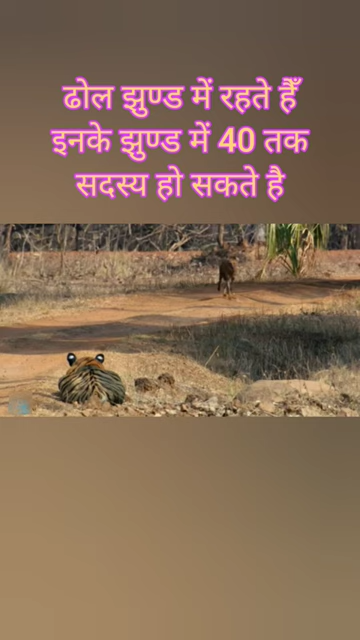 ढोल झुण्ड में रहते हैँ
इनके झुण्ड में 40 तक
सदस्य हो सकते है